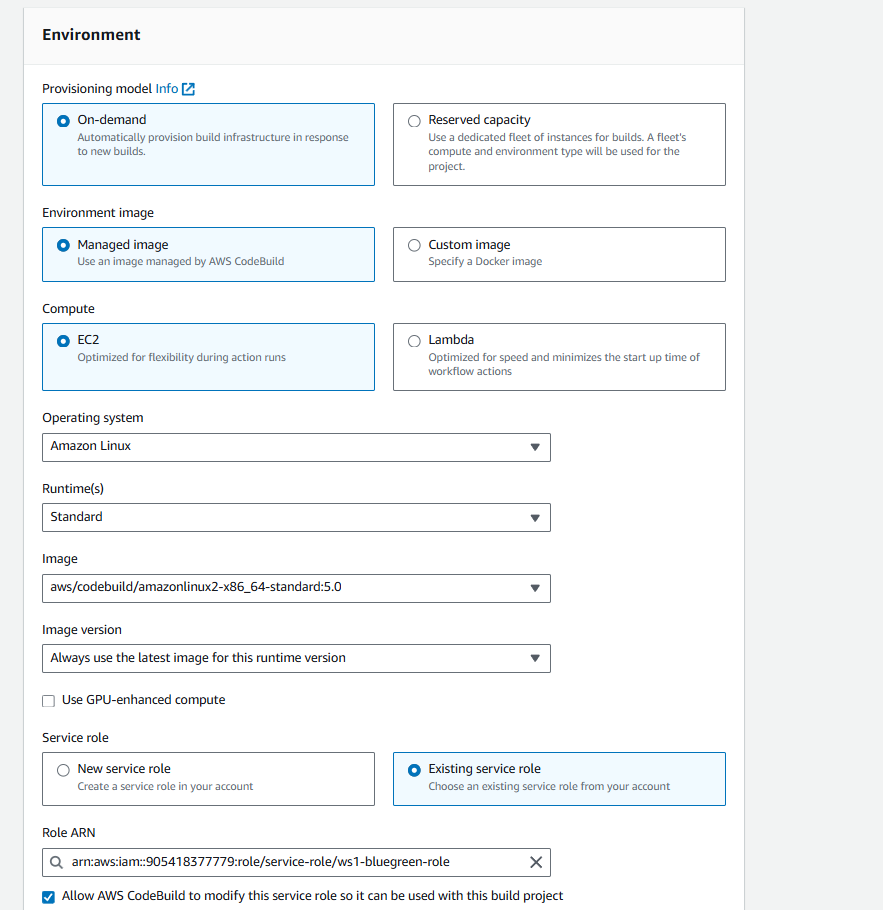 Environment
Provisioning model Info
On-demand
Automatically provision build infrastructure in response
to new builds.
Reserved capacity
Use a dedicated fleet of instances for builds. A fleet's
compute and environment type will be used for the
project.
Environment image
Managed image
Use an image managed by AWS CodeBuild
Custom image
Specify a Docker image
Compute
EC2
Optimized for flexibility during action runs
Lambda
Optimized for speed and minimizes the start up time of
workflow actions
Operating system
Amazon Linux
Runtime(s)
Standard
Image
aws/codebuild/amazonlinux2-x86_64-standard:5.0
Image version
Always use the latest image for this runtime version
Use GPU-enhanced compute
Service role
New service role
Create a service role in your account
Existing service role
Choose an existing service role from your account
Role ARN
arn:aws:iam::905418377779:role/service-role/ws1-bluegreen-role
Allow AWS CodeBuild to modify this service role so it can be used with this build project